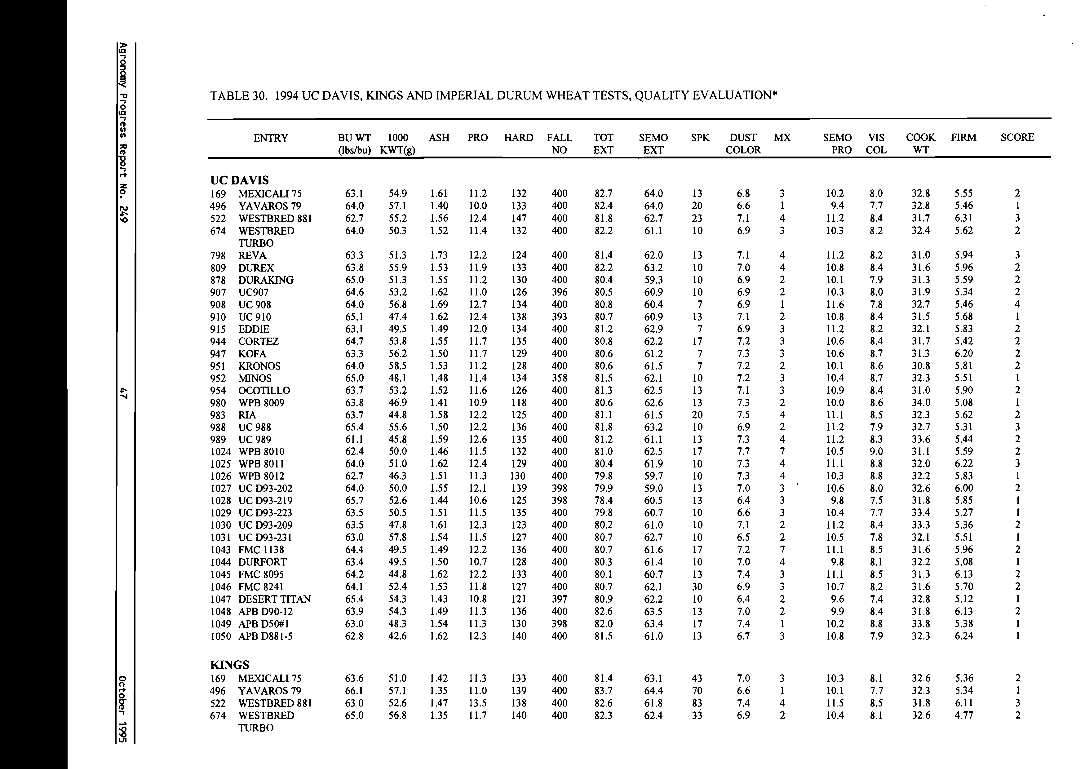 Agronomy Progress Report No. 249
47
October 1995
TABLE 30. 1994 UC DAVIS, KINGS AND IMPERIAL DURUM WHEAT TESTS, QUALITY EVALUATION*
ENTRY BU WT 1000 ASH PRO HARD FALL TOT SEMO SPK DUST MX SEMO VIS COOK FIRM SCORE
(lbs/bu) KWT(g) NO EXT EXT COLOR PRO COL WT
UC DAVIS
169 MEXICALI 75 63.1 54.9 1.61 11.2 132 400 82.7 64.0 13 6.8 3 10.2 8.0 32.8 5.55 2
496 YAVAROS 79 64.0 57.1 1.40 10.0 133 400 82.4 64.0 20 6.6 1 9.4 7.7 32.8 5.46 1
522 WESTBRED 881 62.7 55.2 1.56 12.4 147 400 81.8 62.7 23 7.1 4 11.2 8.4 31.7 6.31 3
674 WESTBRED 64.0 50.3 1.52 11.4 132 400 82.2 61.1 10 6.9 3 10.3 8.2 32.4 5.62 2
TURBO
798 REVA 63.3 51.3 1.73 12.2 124 400 81.4 62.0 13 7.1 4 11.2 8.2 31.0 5.94 3
809 DUREX 63.8 55.9 1.53 11.9 133 400 82.2 63.2 10 7.0 4 10.8 8.4 31.6 5.96 2
878 DURAKING 65.0 51.3 1.55 11.2 130 400 80.4 59.3 10 6.9 2 10.1 7.9 31.3 5.59 2
907 UC907 64.6 53.2 1.62 11.0 126 396 80.5 60.9 10 6.9 2 10.3 8.0 31.9 5.34 2
908 UC 908 64.0 56.8 1.69 12.7 134 400 80.8 60.4 7 6.9 1 11.6 7.8 32.7 5.46 4
910 UC 910 65.1 47.4 1.62 12.4 138 393 80.7 60.9 13 7.1 2 10.8 8.4 31.5 5.68 1
915 EDDIE 63.1 49.5 1.49 12.0 134 400 81.2 62.9 7 6.9 3 11.2 8.2 32.1 5.83 2
944 CORTEZ 64.7 53.8 1.55 11.7 135 400 80.8 62.2 17 7.2 3 10.6 8.4 31.7 5.42 2
947 KOFA 63.3 56.2 1.50 11.7 129 400 80.6 61.2 7 7.3 3 10.6 8.7 31.3 6.20 2
951 KRONOS 64.0 58.5 1.53 11.2 128 400 80.6 61.5 7 7.2 2 10.1 8.6 30.8 5.81 2
952 MINOS 65.0 48.1 1.48 11.4 134 358 81.5 62.1 10 7.2 3 10.4 8.7 32.3 5.51 1
954 OCOTILLO 63.7 53.2 1.52 11.6 126 400 81.3 62.5 13 7.1 3 10.9 8.4 31.0 5.90 2
980 WPB 8009 63.8 46.9 1.41 10.9 118 400 80.6 62.6 13 7.3 2 10.0 8.6 34.0 5.08 1
983 RIA 63.7 44.8 1.58 12.2 125 400 81.1 61.5 20 7.5 4 11.1 8.5 32.3 5.62 2
988 UC 988 65.4 55.6 1.50 12.2 136 400 81.8 63.2 10 6.9 2 11.2 7.9 32.7 5.31 3
989 UC 989 61.1 45.8 1.59 12.6 135 400 81.2 61.1 13 7.3 4 11.2 8.3 33.6 5.44 2
1024 WPB 8010 62.4 50.0 1.46 11.5 132 400 81.0 62.5 17 7.7 7 10.5 9.0 31.1 5.59 2
1025 WPB 8011 64.0 51.0 1.62 12.4 129 400 80.4 61.9 10 7.3 4 11.1 8.8 32.0 6.22 3
1026 WPB 8012 62.7 46.3 1.51 11.3 130 400 79.8 59.7 10 7.3 4 10.3 8.8 32.2 5.83 1
1027 UC D93-202 64.0 50.0 1.55 12.1 139 398 79.9 59.0 13 7.0 3 10.6 8.0 32.6 6.00 2
1028 UC D93-219 65.7 52.6 1.44 10.6 125 398 78.4 60.5 13 6.4 3 9.8 7.5 31.8 5.85 1
1029 UC D93-223 63.5 50.5 1.51 11.5 135 400 79.8 60.7 10 6.6 3 10.4 7.7 33.4 5.27 1
1030 UC D93-209 63.5 47.8 1.61 12.3 123 400 80.2 61.0 10 7.1 2 11.2 8.4 33.3 5.36 2
1031 UC D93-231 63.0 57.8 1.54 11.5 127 400 80.7 62.7 10 6.5 2 10.5 7.8 32.1 5.51 1
1043 FMC 1138 64.4 49.5 1.49 12.2 136 400 80.7 61.6 17 7.2 7 11.1 8.5 31.6 5.96 2
1044 DURFORT 63.4 49.5 1.50 10.7 128 400 80.3 61.4 10 7.0 4 9.8 8.1 32.2 5.08 1
1045 FMC 8095 64.2 44.8 1.62 12.2 133 400 80.1 60.7 13 7.4 3 11.1 8.5 31.3 6.13 2
1046 FMC 8241 64.1 52.4 1.53 11.8 127 400 80.7 62.1 30 6.9 3 10.7 8.2 31.6 5.70 2
1047 DESERT TITAN 65.4 54.3 1.43 10.8 121 397 80.9 62.2 10 6.4 2 9.6 7.4 32.8 5.12 1
1048 APB D90-12 63.9 54.3 1.49 11.3 136 400 82.6 63.5 13 7.0 2 9.9 8.4 31.8 6.13 2
1049 APB D50#1 63.0 48.3 1.54 11.3 130 398 82.0 63.4 17 7.4 1 10.2 8.8 33.8 5.38 1
1050 APB D881-5 62.8 42.6 1.62 12.3 140 400 81.5 61.0 13 6.7 3 10.8 7.9 32.3 6.24 1
KINGS
169 MEXICALI 75 63.6 51.0 1.42 11.3 133 400 81.4 63.1 43 7.0 3 10.3 8.1 32.6 5.36 2
496 YAVAROS 79 66.1 57.1 1.35 11.0 139 400 83.7 64.4 70 6.6 1 10.1 7.7 32.3 5.34 1
522 WESTBRED 881 63.0 52.6 1.47 13.5 138 400 82.6 61.8 83 7.4 4 11.5 8.5 31.8 6.11 3
674 WESTBRED 65.0 56.8 1.35 11.7 140 400 82.3 62.4 33 6.9 2 10.4 8.1 32.6 4.77 2
TURBO